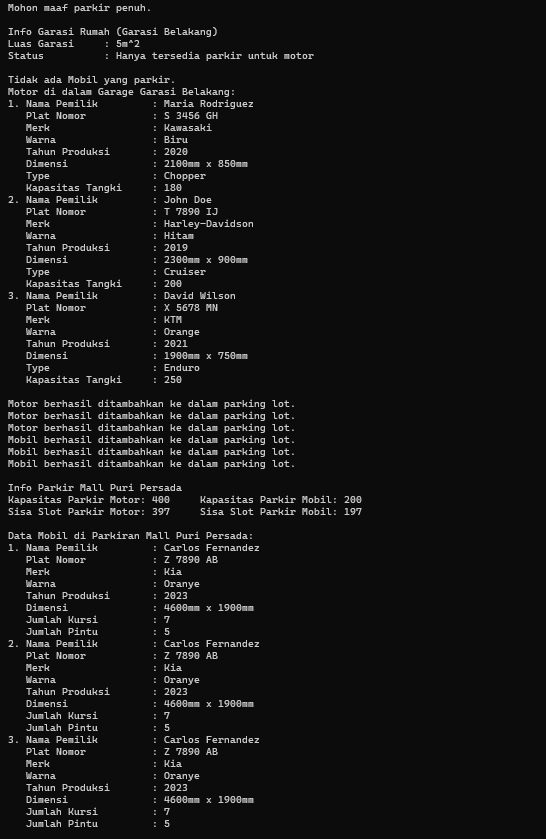 Mohon maaf parkir penuh.

Info Garasi Rumah (Garasi Belakang)
Luas Garasi     : 5m^2
Status          : Hanya tersedia parkir untuk motor

Tidak ada Mobil yang parkir.
Motor di dalam Garage Garasi Belakang:
1. Nama Pemilik         : Maria Rodriguez
   Plat Nomor           : S 3456 GH
   Merk                 : Kawasaki
   Warna                : Biru
   Tahun Produksi       : 2020
   Dimensi              : 2100mm x 850mm
   Type                 : Chopper
   Kapasitas Tangki     : 180
2. Nama Pemilik         : John Doe
   Plat Nomor           : T 7890 IJ
   Merk                 : Harley-Davidson
   Warna                : Hitam
   Tahun Produksi       : 2019
   Dimensi              : 2300mm x 900mm
   Type                 : Cruiser
   Kapasitas Tangki     : 200
3. Nama Pemilik         : David Wilson
   Plat Nomor           : X 5678 MN
   Merk                 : KTM
   Warna                : Orange
   Tahun Produksi       : 2021
   Dimensi              : 1900mm x 750mm
   Type                 : Enduro
   Kapasitas Tangki     : 250

Motor berhasil ditambahkan ke dalam parking lot.
Motor berhasil ditambahkan ke dalam parking lot.
Motor berhasil ditambahkan ke dalam parking lot.
Mobil berhasil ditambahkan ke dalam parking lot.
Mobil berhasil ditambahkan ke dalam parking lot.
Mobil berhasil ditambahkan ke dalam parking lot.

Info Parkir Mall Puri Persada
Kapasitas Parkir Motor: 400     Kapasitas Parkir Mobil: 200
Sisa Slot Parkir Motor: 397     Sisa Slot Parkir Mobil: 197

Data Mobil di Parkiran Mall Puri Persada:
1. Nama Pemilik         : Carlos Fernandez
   Plat Nomor           : Z 7890 AB
   Merk                 : Kia
   Warna                : Oranye
   Tahun Produksi       : 2023
   Dimensi              : 4600mm x 1900mm
   Jumlah Kursi         : 7
   Jumlah Pintu         : 5
2. Nama Pemilik         : Carlos Fernandez
   Plat Nomor           : Z 7890 AB
   Merk                 : Kia
   Warna                : Oranye
   Tahun Produksi       : 2023
   Dimensi              : 4600mm x 1900mm
   Jumlah Kursi         : 7
   Jumlah Pintu         : 5
3. Nama Pemilik         : Carlos Fernandez
   Plat Nomor           : Z 7890 AB
   Merk                 : Kia
   Warna                : Oranye
   Tahun Produksi       : 2023
   Dimensi              : 4600mm x 1900mm
   Jumlah Kursi         : 7
   Jumlah Pintu         : 5